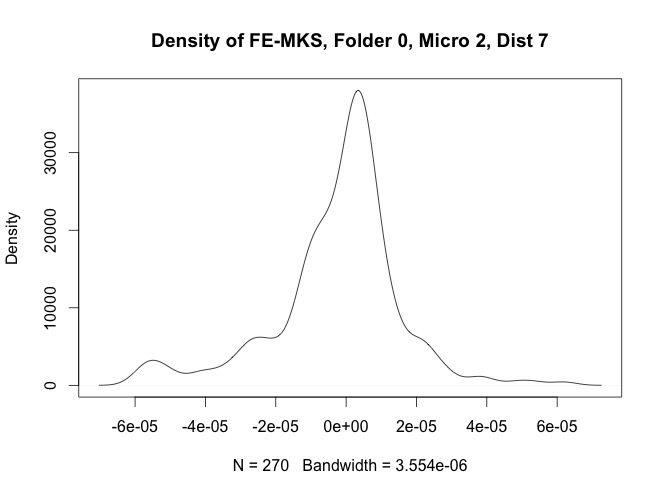 Density of FE-MKS, Folder 0, Micro 2, Dist 7
Density
30000
20000
10000
0
-6e-05 -4e-05 -2e-05 0e+00 2e-05 4e-05 6e-05
N = 270 Bandwidth = 3.554e-06